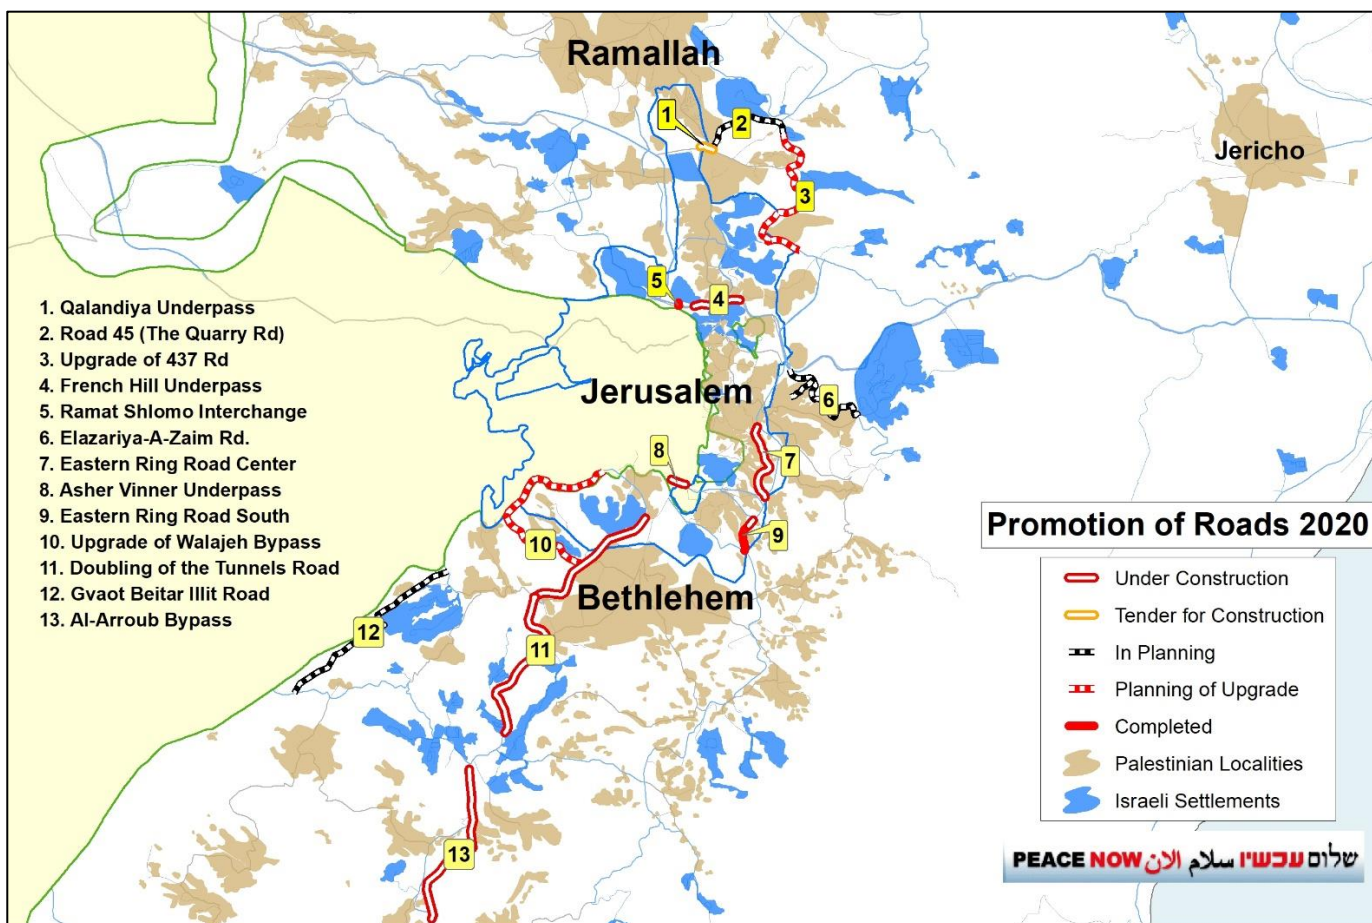 Ramallah
1
2
Jericho
3
5
4
1. Qalandiya Underpass
2. Road 45 (The Quarry Rd)
3. Upgrade of 437 Rd
4. French Hill Underpass
5. Ramat Shlomo Interchange
6. Elazariya-A-Zaim Rd.
7. Eastern Ring Road Center
8. Asher Vinner Underpass
9. Eastern Ring Road South
10. Upgrade of Walajeh Bypass
11. Doubling of the Tunnels Road
12. Gvaot Beitar Illit Road
13. Al-Arroub Bypass
Jerusalem
6
8
7
9
10
Bethlehem
12
11
13
Promotion of Roads 2020
Under Construction
Tender for Construction
In Planning
Planning of Upgrade
Completed
Palestinian Localities
Israeli Settlements
PEACE NOW سلام الان שלום עכשיו